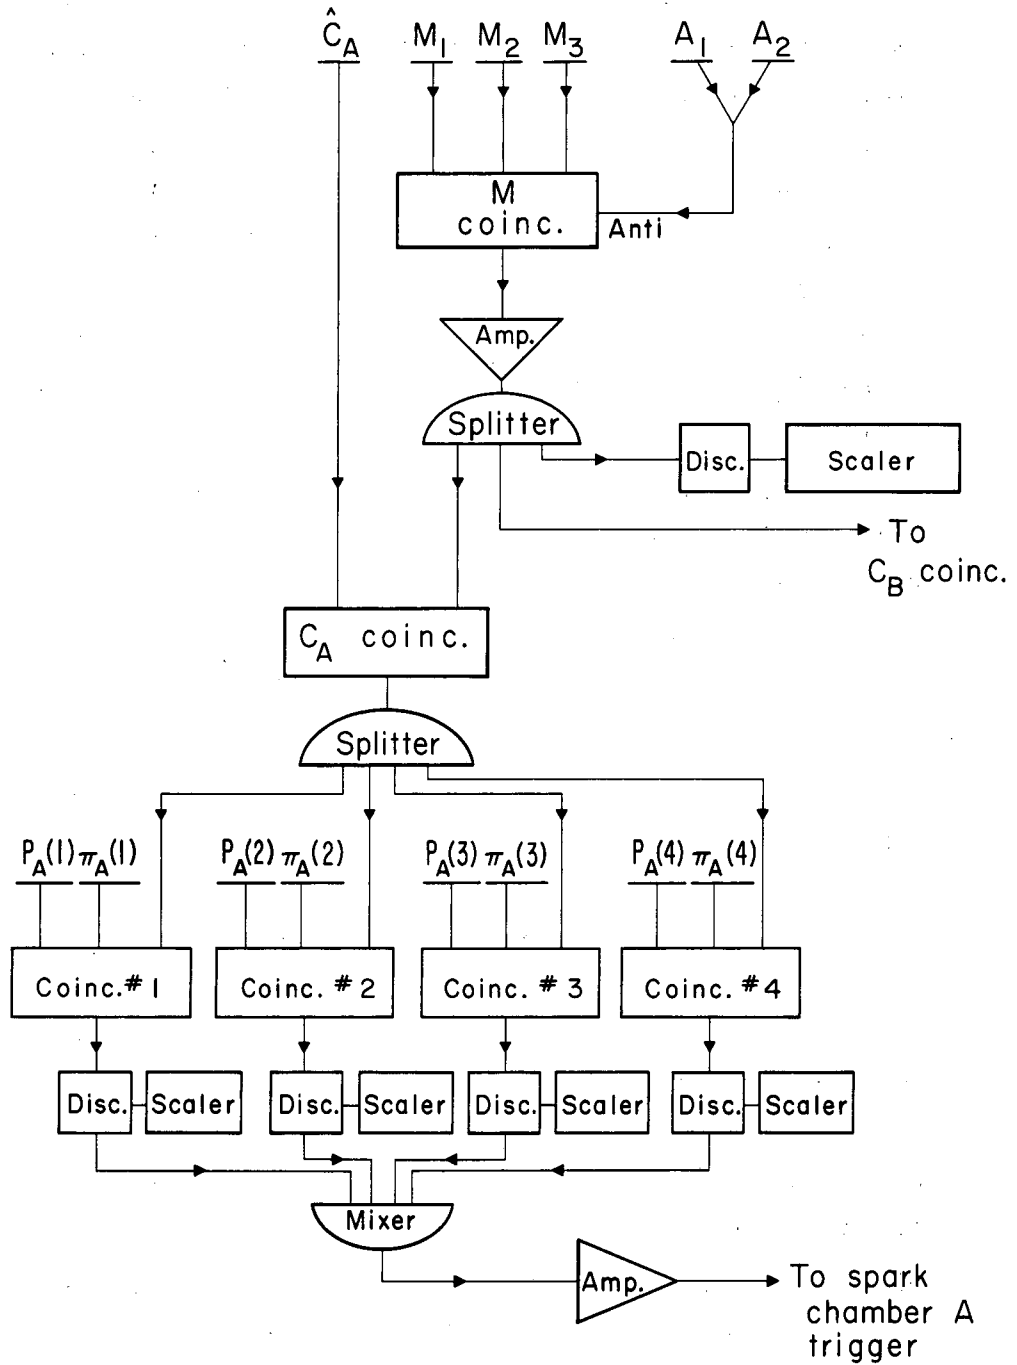 Ĉ_A M_1 M_2 M_3 A_1 A_2
M
coinc.
Anti
Amp.
Splitter
Disc.
Scaler
To
C_B coinc.
C_A coinc.
Splitter
P_A(1) π_A(1) P_A(2) π_A(2) P_A(3) π_A(3) P_A(4) π_A(4)
Coinc. #1
Coinc. #2
Coinc. #3
Coinc. #4
Disc. Scaler
Disc. Scaler
Disc. Scaler
Disc. Scaler
Mixer
Amp.
To spark
chamber A
trigger